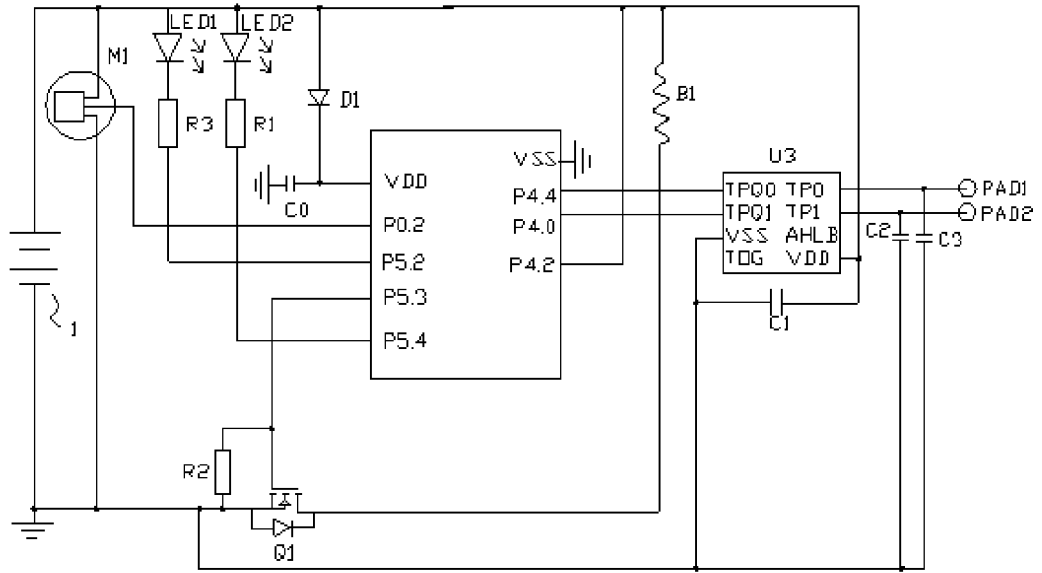 LED1
LED2
M1
R3
R1
D1
B1
C0
VDD
P0.2
P5.2
P5.3
P5.4
VSS
P4.4
P4.0
P4.2
U3
TPQ0 TP0
TPQ1 TP1
VSS AHLB
TOG VDD
PAD1
PAD2
C2
C3
C1
1
R2
Q1